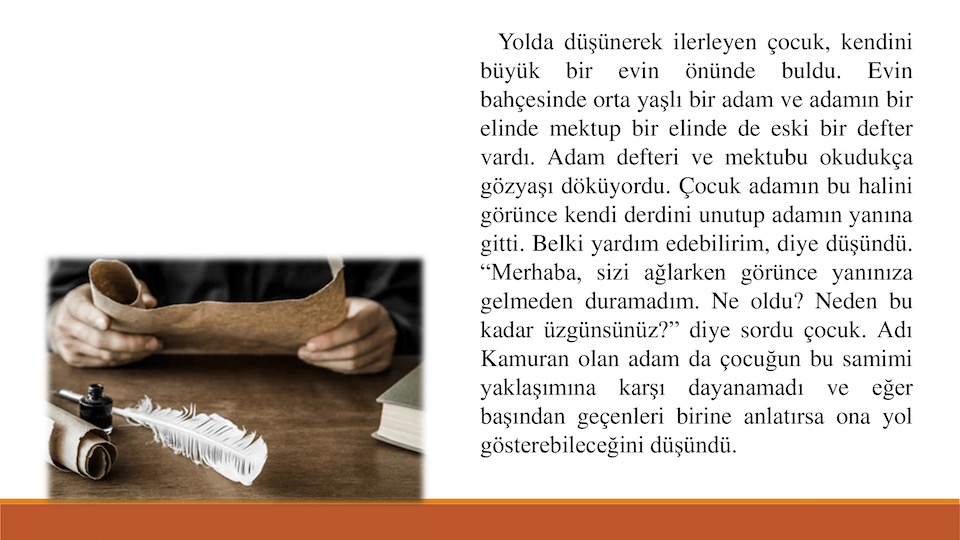 Yolda düşünerek ilerleyen çocuk, kendini
büyük bir evin önünde buldu. Evin
bahçesinde orta yaşlı bir adam ve adamın bir
elinde mektup bir elinde de eski bir defter
vardı. Adam defteri ve mektubu okudukça
gözyaşı döküyordu. Çocuk adamın bu halini
görünce kendi derdini unutup adamın yanına
gitti. Belki yardım edebilirim, diye düşündü.
“Merhaba, sizi ağlarken görünce yanınıza
gelmeden duramadım. Ne oldu? Neden bu
kadar üzgünsünüz?” diye sordu çocuk. Adı
Kamuran olan adam da çocuğun bu samimi
yaklaşımına karşı dayanamadı ve eğer
başından geçenleri birine anlatırsa ona yol
gösterebileceğini düşündü.